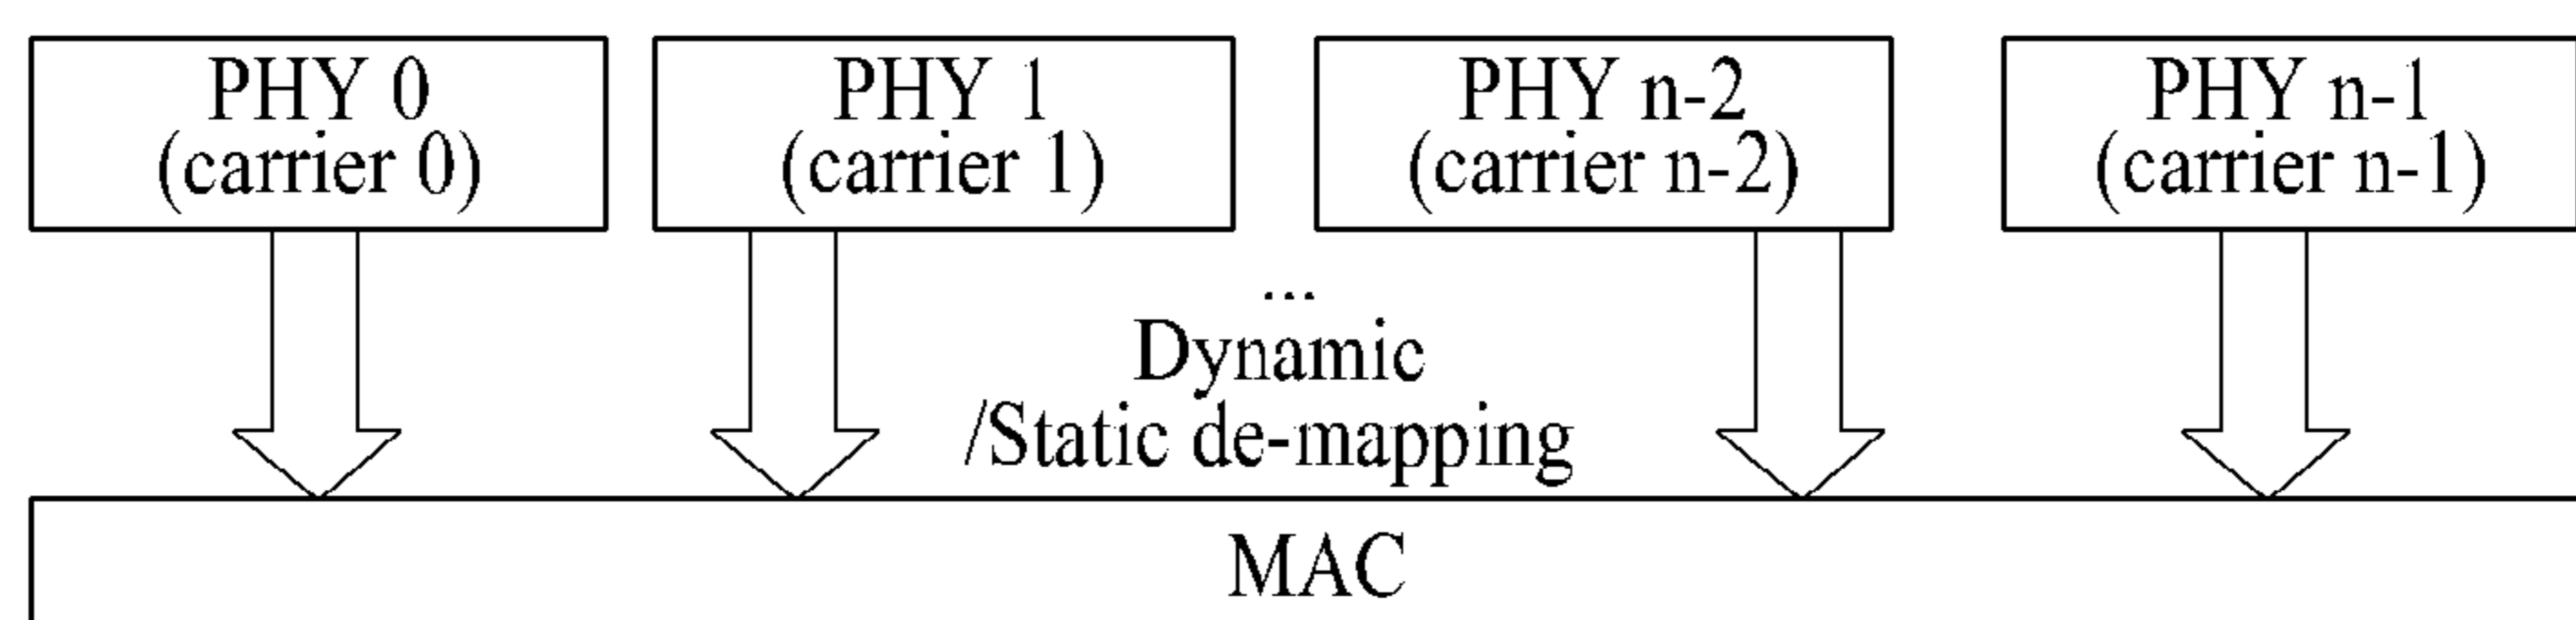 PHY 0
(carrier 0)
PHY 1
(carrier 1)
PHY n-2
(carrier n-2)
PHY n-1
(carrier n-1)
...
Dynamic
/Static de-mapping
MAC